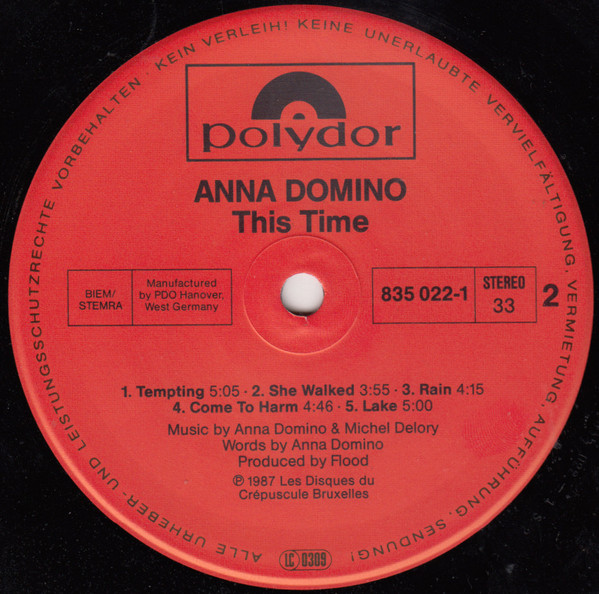 ALLE URHEBER- UND LEISTUNGSSCHUTZRECHTE VORBEHALTEN · KEIN VERLEIH! KEINE UNERLAUBTE VERVIELFÄLTIGUNG, VERMIETUNG, AUFFÜHRUNG, SENDUNG!
polydor
ANNA DOMINO
This Time
BIEM/
STEMRA
Manufactured
by PDO Hanover,
West Germany
835 022-1
STEREO
33
2
1. Tempting 5:05 · 2. She Walked 3:55 · 3. Rain 4:15
4. Come To Harm 4:46 · 5. Lake 5:00
Music by Anna Domino & Michel Delory
Words by Anna Domino
Produced by Flood
℗ 1987 Les Disques du
Crépuscule Bruxelles
LC 0309